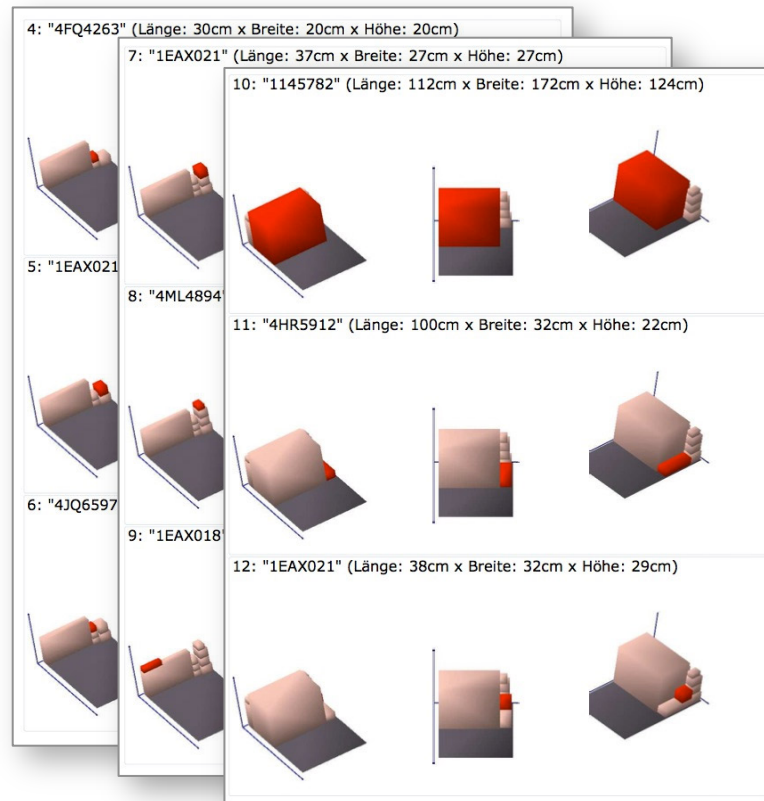 4: "4FQ4263" (Länge: 30cm x Breite: 20cm x Höhe: 20cm)
5: "1EAX021
6: "4JQ6597
7: "1EAX021" (Länge: 37cm x Breite: 27cm x Höhe: 27cm)
8: "4ML4894"
9: "1EAX018"
10: "1145782" (Länge: 112cm x Breite: 172cm x Höhe: 124cm)
11: "4HR5912" (Länge: 100cm x Breite: 32cm x Höhe: 22cm)
12: "1EAX021" (Länge: 38cm x Breite: 32cm x Höhe: 29cm)